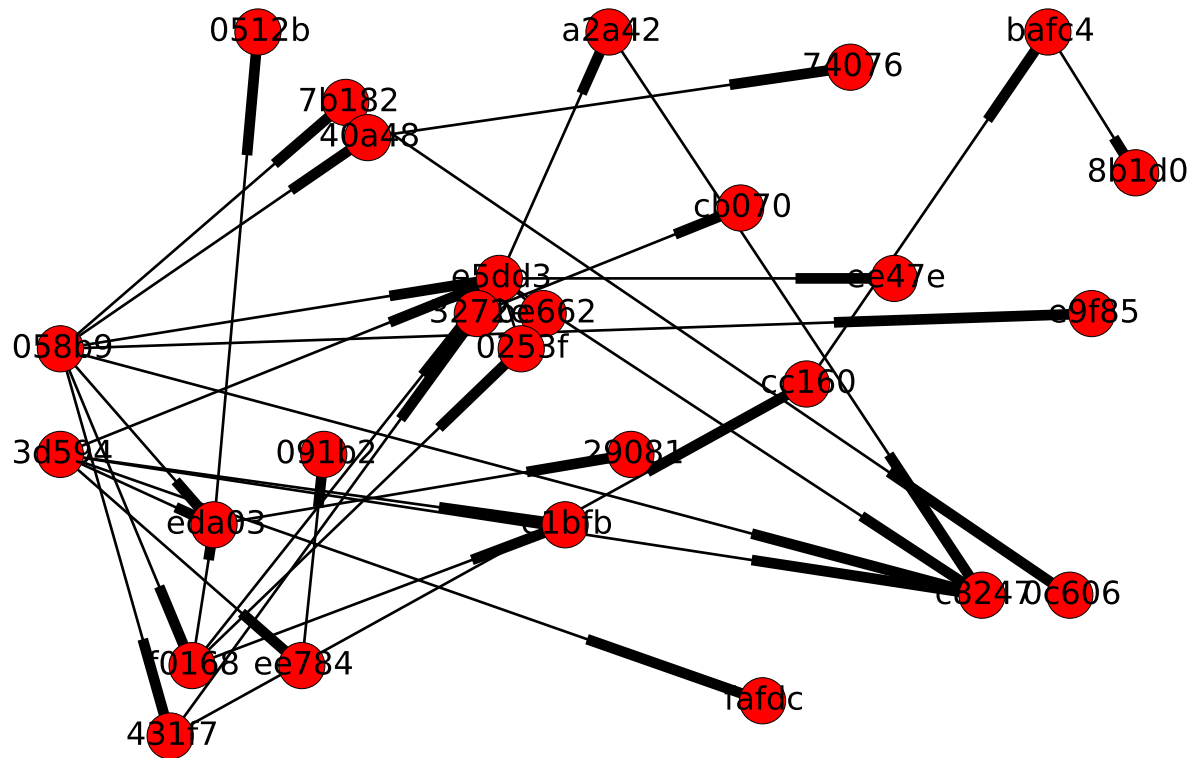 0512b
a2a42
bafc4
74076
7b182
40a48
8b1d0
cb070
e5dd3
ee47e
0253f
e9f85
058b9
cc160
3d594
091b2
29081
eda03
c1bfb
c8247
0c606
f0168
ee784
fafdc
431f7